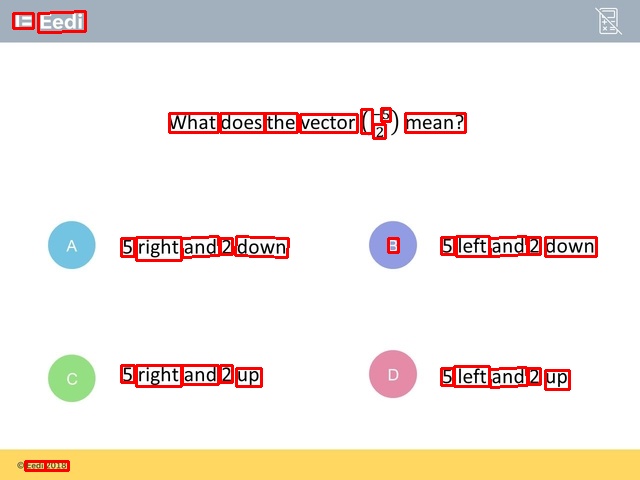 Eedi
What does the vector (-5 2) mean?
A 5 right and 2 down
B 5 left and 2 down
C 5 right and 2 up
D 5 left and 2 up
© Eedi 2018